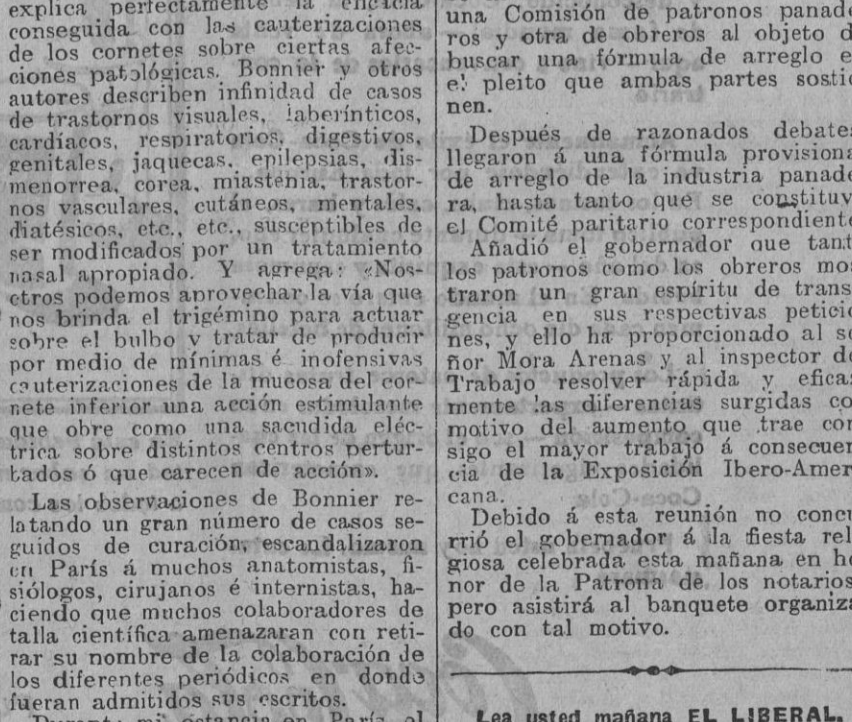 explica perfectamente la eficacia
conseguida con las cauterizaciones
de los cornetes sobre ciertas afec-
ciones patológicas. Bonnier y otros
autores describen infinidad de casos
de trastornos visuales, laberínticos,
cardíacos, respiratorios, digestivos,
genitales, jaquecas, epilepsias, dis-
menorrea, corea, miastenia, trastor-
nos vasculares, cutáneos, mentales,
diatésicos, etc., etc., susceptibles de
ser modificados por un tratamiento
nasal apropiado. Y agrega: «Nos-
otros podemos aprovechar la vía que
nos brinda el trigémino para actuar
sobre el bulbo y tratar de producir
por medio de mínimas é inofensivas
cauterizaciones de la mucosa del cor-
nete inferior una acción estimulante
que obre como una sacudida eléc-
trica sobre distintos centros pertur-
bados ó que carecen de acción».
Las observaciones de Bonnier re-
latando un gran número de casos se-
guidos de curación, escandalizaron
en París á muchos anatomistas, fi-
siólogos, cirujanos é internistas, ha-
ciendo que muchos colaboradores de
talla científica amenazaran con reti-
rar su nombre de la colaboración de
los diferentes periódicos en donde
fueran admitidos sus escritos.
Durante mi estancia en París el
una Comisión de patronos panade
ros y otra de obreros al objeto d
buscar una fórmula de arreglo e
el pleito que ambas partes sostie
nen.
Después de razonados debate
llegaron á una fórmula provisiona
de arreglo de la industria panade
ra, hasta tanto que se constituy
el Comité paritario correspondiente
Añadió el gobernador que tant
los patronos como los obreros mos
traron un gran espíritu de trans
gencia en sus respectivas peticio
nes, y ello ha proporcionado al se
ñor Mora Arenas y al inspector de
Trabajo resolver rápida y eficaz
mente las diferencias surgidas co
motivo del aumento que trae con
sigo el mayor trabajo á consecuen
cia de la Exposición Ibero-Amer
cana.
Debido á esta reunión no concu
rrió el gobernador á la fiesta reli
giosa celebrada esta mañana en ho
nor de la Patrona de los notarios
pero asistirá al banquete organiza
do con tal motivo.
Lea usted mañana EL LIBERAL.